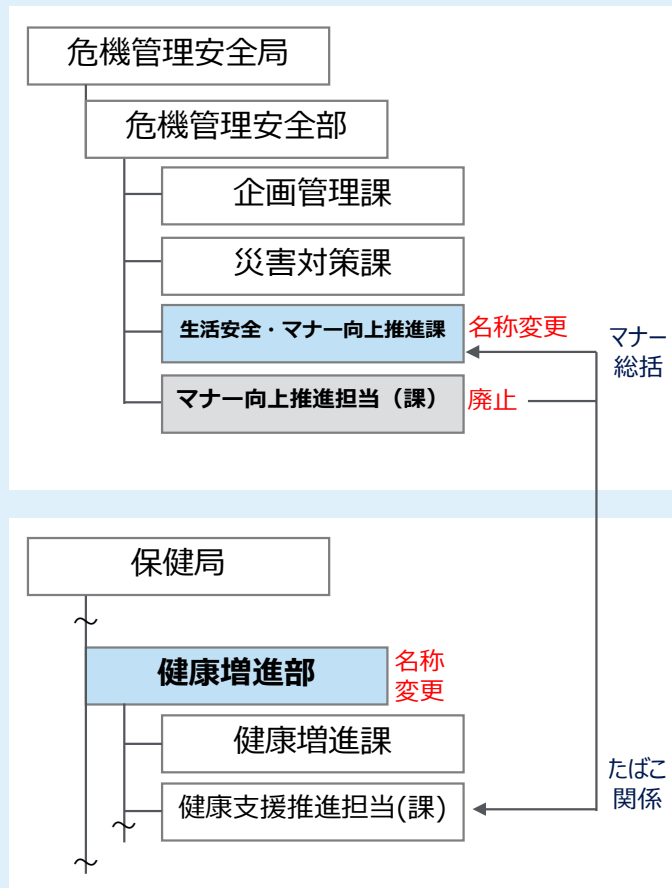 危機管理安全局
危機管理安全部
企画管理課
災害対策課
生活安全・マナー向上推進課
名称変更
マナー
総括
マナー向上推進担当（課）
廃止
保健局
健康増進部
名称
変更
健康増進課
たばこ
関係
健康支援推進担当(課)